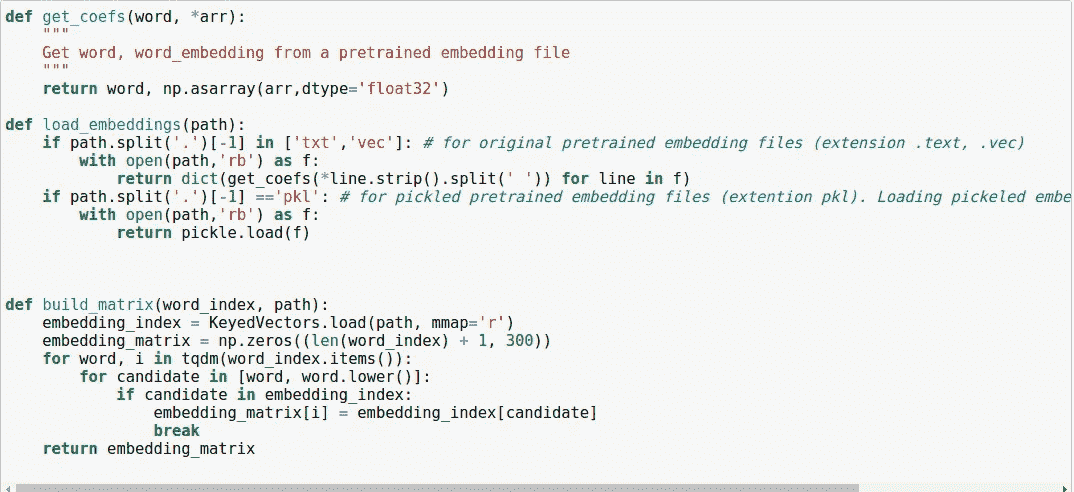 def get_coefs(word, *arr):
    """
    Get word, word_embedding from a pretrained embedding file
    """
    return word, np.asarray(arr,dtype='float32')
def load_embeddings(path):
    if path.split('.')[-1] in ['txt','vec']: # for original pretrained embedding files (extension .text, .vec)
        with open(path,'rb') as f:
            return dict(get_coefs(*line.strip().split(' ')) for line in f)
    if path.split('.')[-1] =='pkl': # for pickled pretrained embedding files (extention pkl). Loading pickeled embe
        with open(path,'rb') as f:
            return pickle.load(f)
def build_matrix(word_index, path):
    embedding_index = KeyedVectors.load(path, mmap='r')
    embedding_matrix = np.zeros((len(word_index) + 1, 300))
    for word, i in tqdm(word_index.items()):
        for candidate in [word, word.lower()]:
            if candidate in embedding_index:
                embedding_matrix[i] = embedding_index[candidate]
                break
    return embedding_matrix